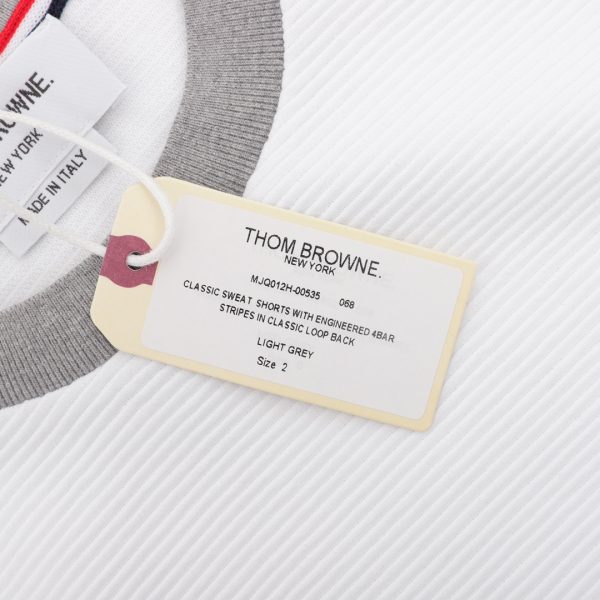 OWNE.
NEW YORK
MADE IN ITALY
THOM BROWNE.
NEW YORK
MJQ012H-00535 068
CLASSIC SWEAT SHORTS WITH ENGINEERED 4BAR
STRIPES IN CLASSIC LOOP BACK
LIGHT GREY
Size 2